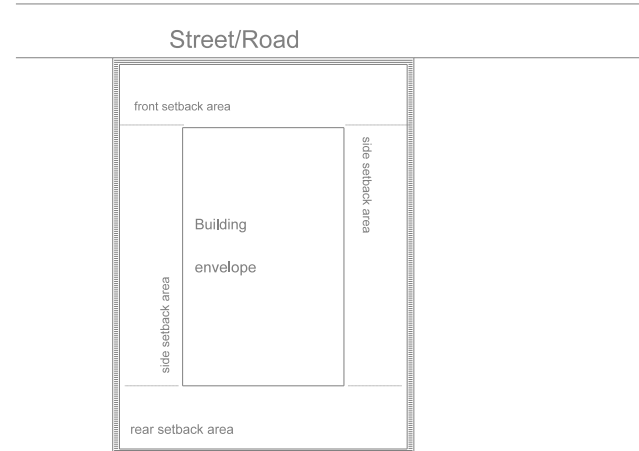 Street/Road
front setback area
side setback area
Building
envelope
side setback area
rear setback area